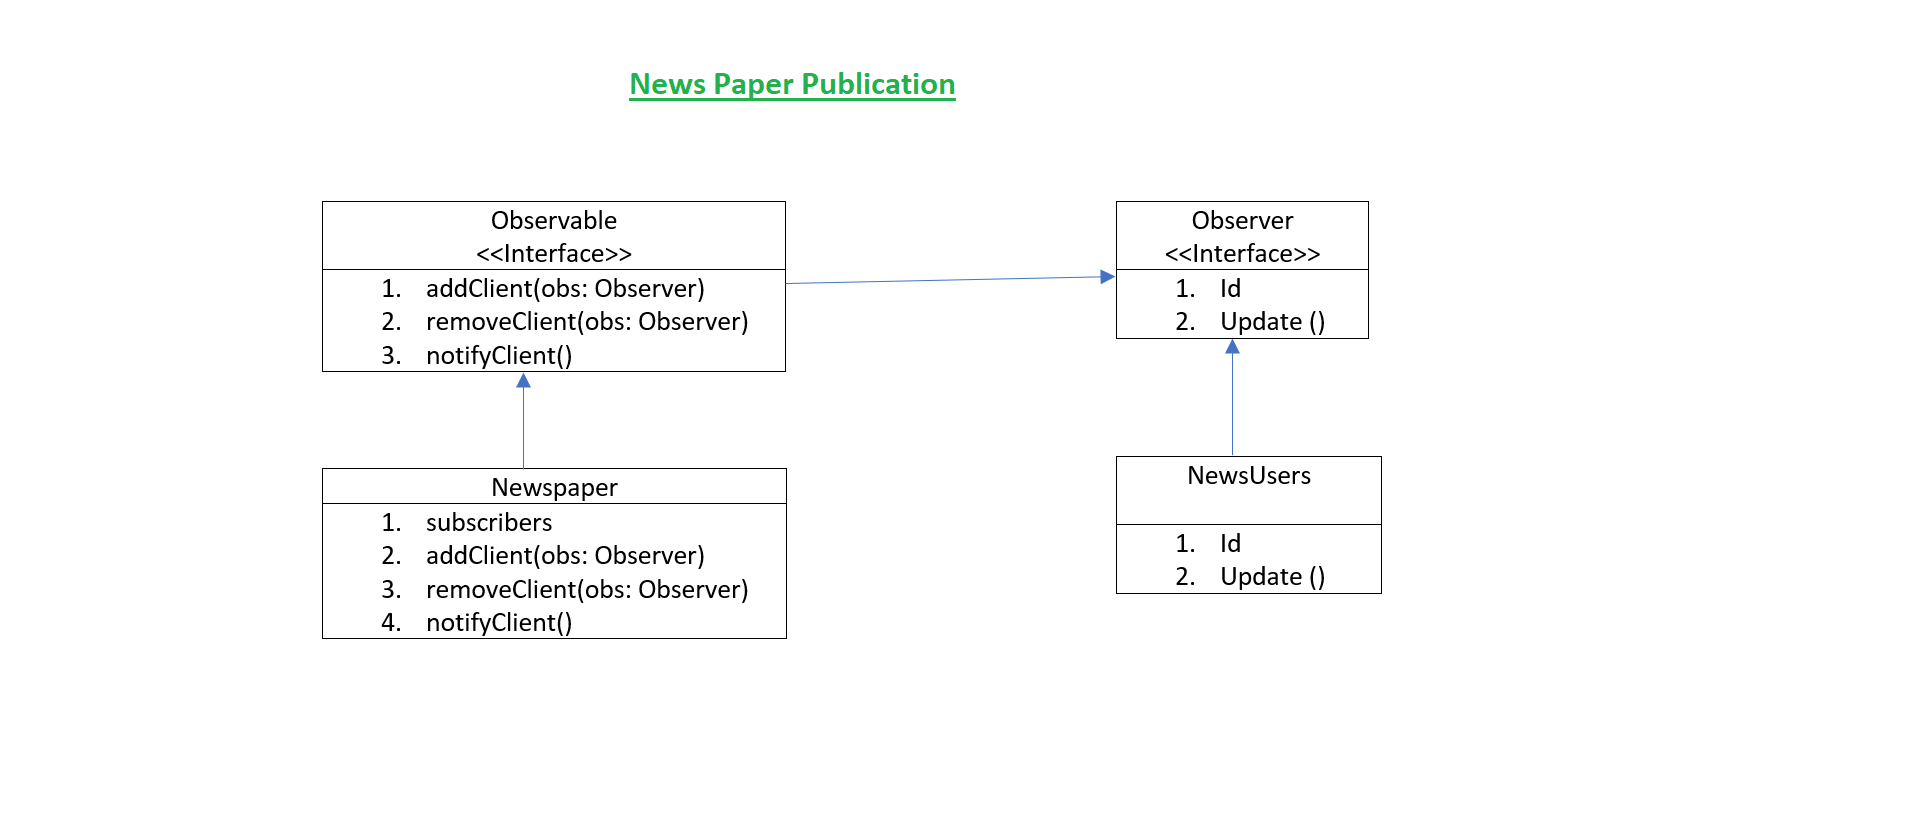 News Paper Publication
Observable
<<Interface>>
1. addClient(obs: Observer)
2. removeClient(obs: Observer)
3. notifyClient()
Observer
<<Interface>>
1. Id
2. Update ()
Newspaper
1. subscribers
2. addClient(obs: Observer)
3. removeClient(obs: Observer)
4. notifyClient()
NewsUsers
1. Id
2. Update ()